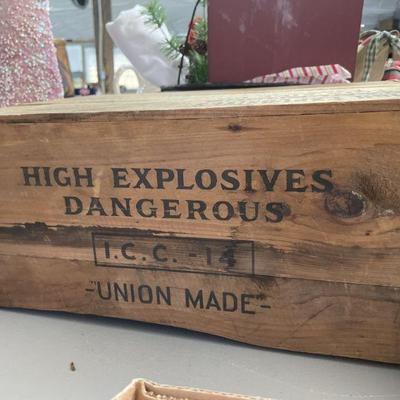 HIGH EXPLOSIVES
DANGEROUS
I.C.C. -14
-"UNION MADE"-